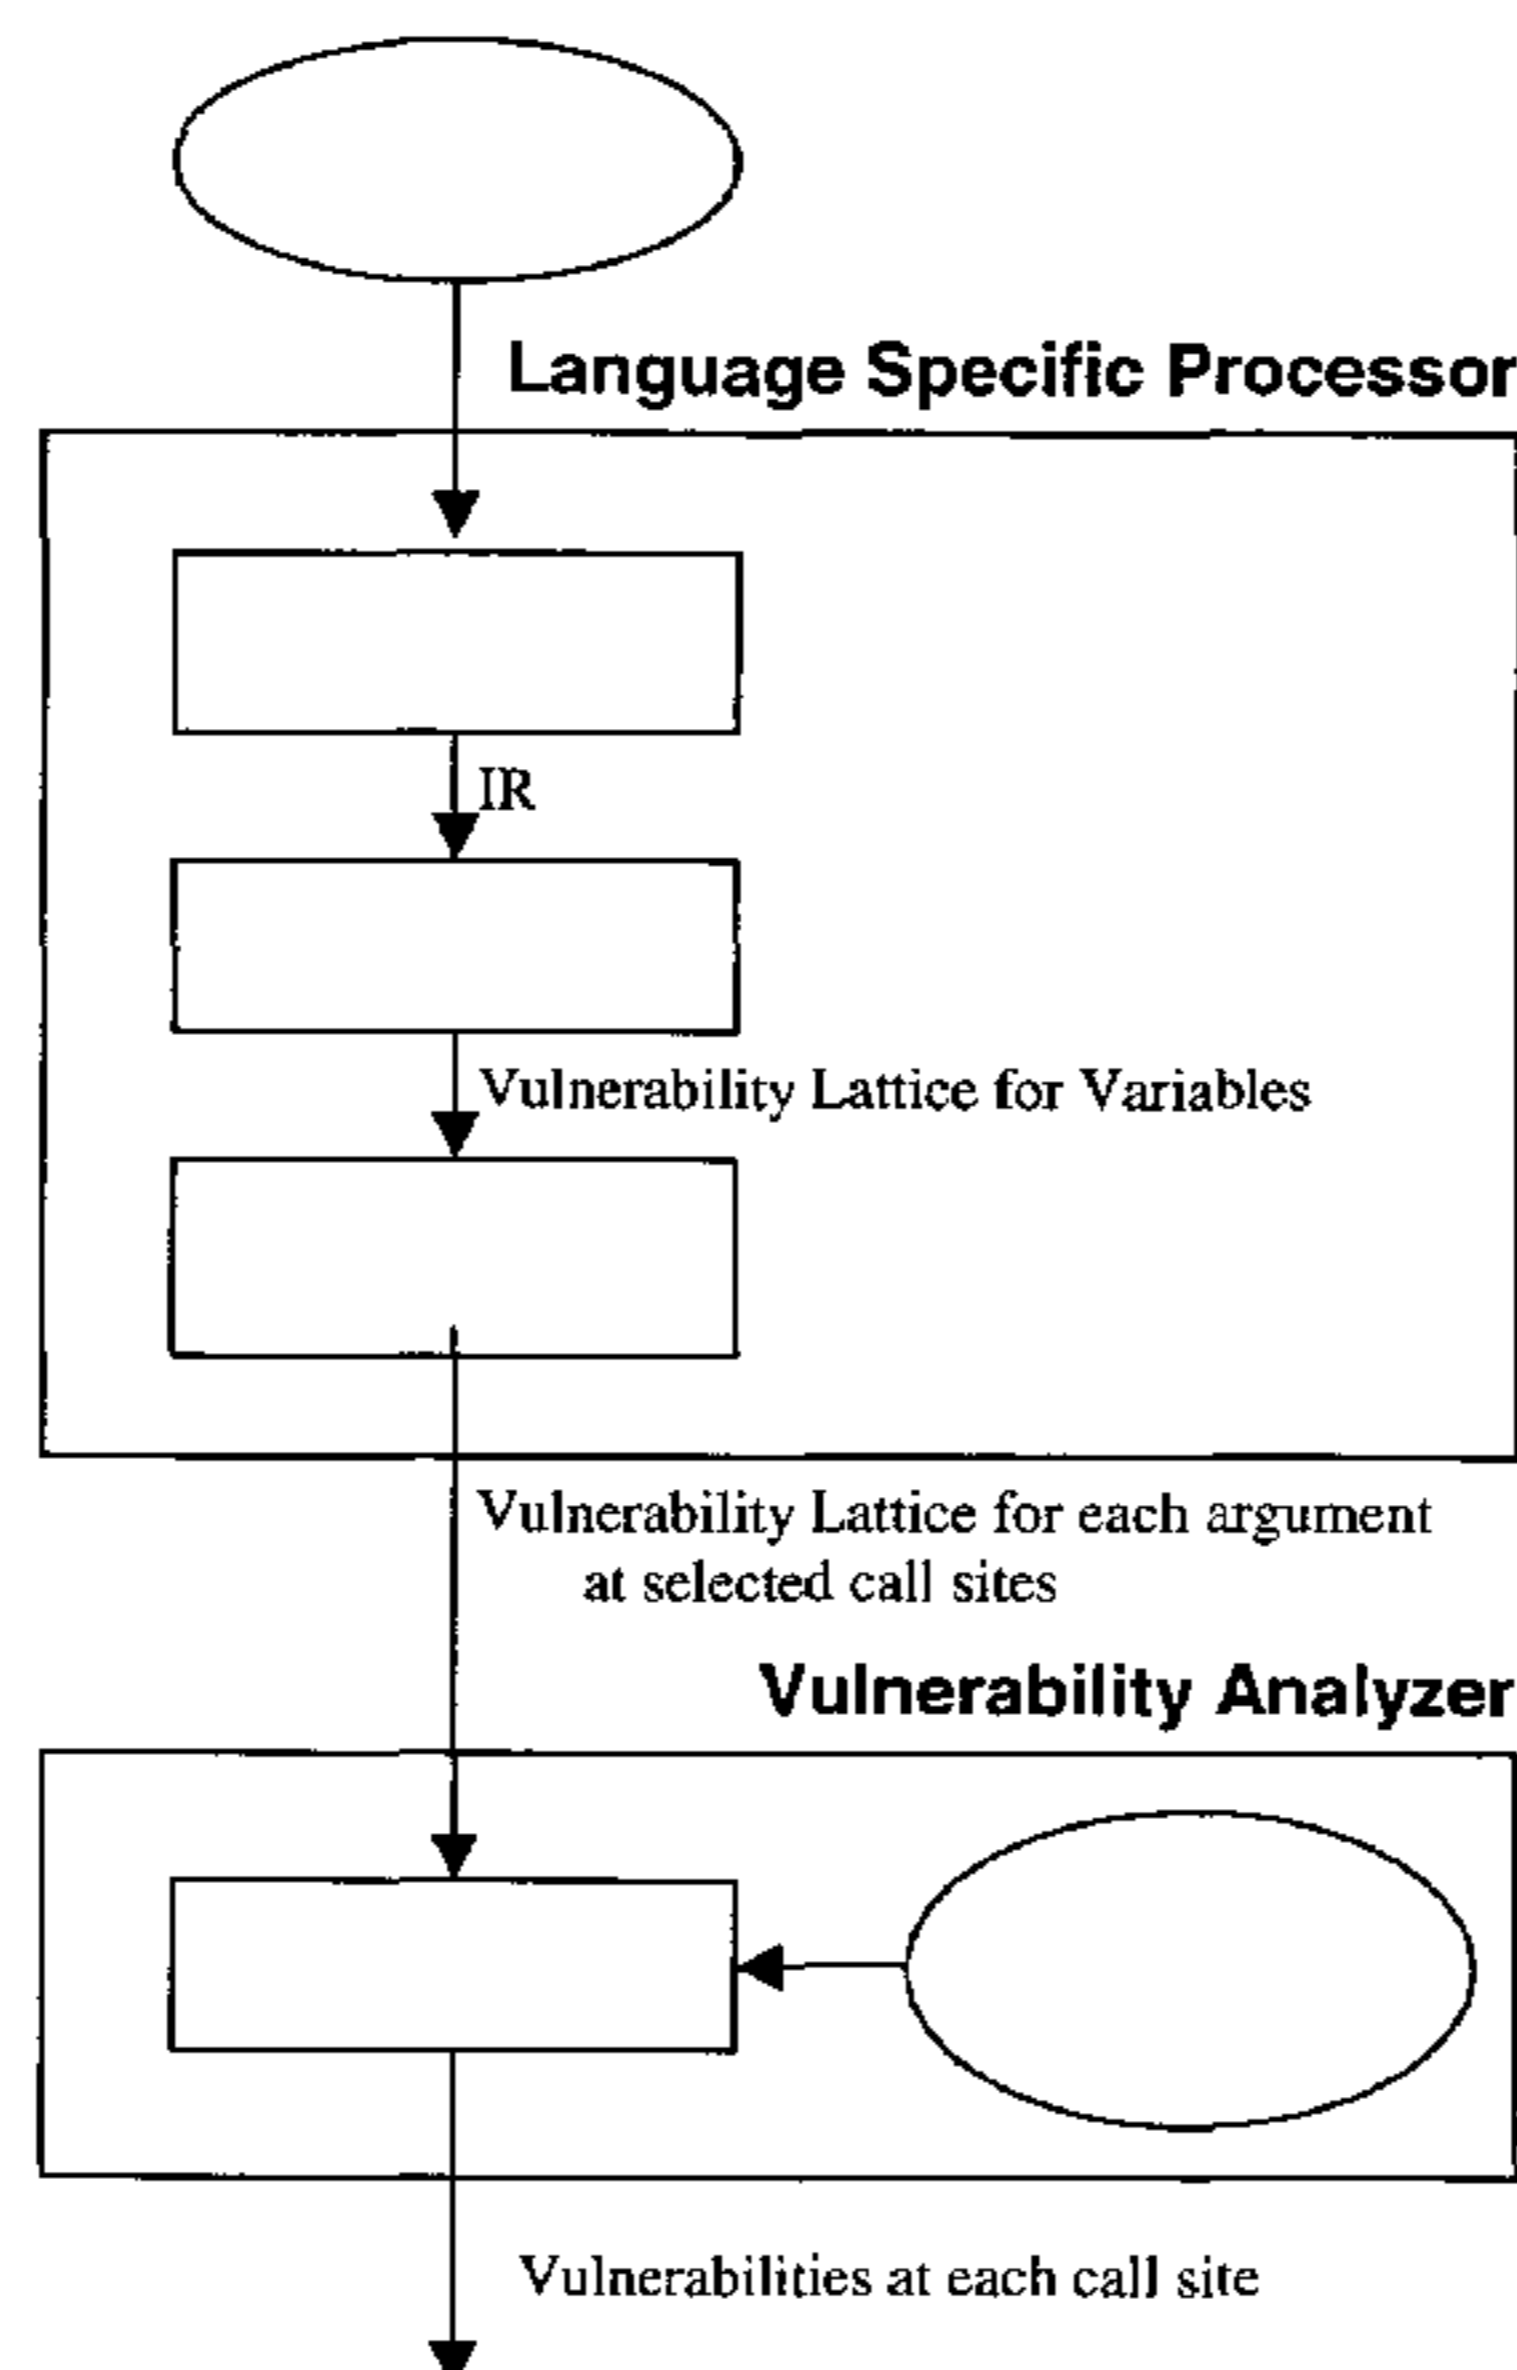 Language Specific Processor
IR
Vulnerability Lattice for Variables
Vulnerability Lattice for each argument
at selected call sites
Vulnerability Analyzer
Vulnerabilities at each call site